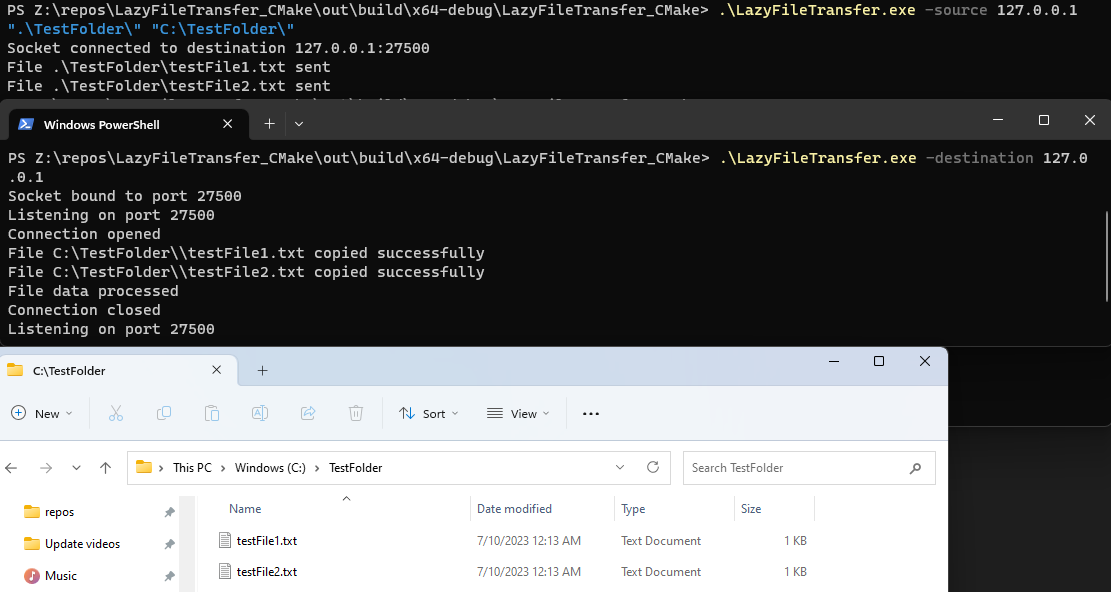 PS Z:\repos\LazyFileTransfer_CMake\out\build\x64-debug\LazyFileTransfer_CMake> .\LazyFileTransfer.exe -source 127.0.0.1
".\TestFolder\" "C:\TestFolder\"
Socket connected to destination 127.0.0.1:27500
File .\TestFolder\testFile1.txt sent
File .\TestFolder\testFile2.txt sent
Windows PowerShell
PS Z:\repos\LazyFileTransfer_CMake\out\build\x64-debug\LazyFileTransfer_CMake> .\LazyFileTransfer.exe -destination 127.0
.0.1
Socket bound to port 27500
Listening on port 27500
Connection opened
File C:\TestFolder\\testFile1.txt copied successfully
File C:\TestFolder\\testFile2.txt copied successfully
File data processed
Connection closed
Listening on port 27500
C:\TestFolder
New Sort View
This PC Windows (C:) TestFolder Search TestFolder
Name Date modified Type Size
repos
testFile1.txt 7/10/2023 12:13 AM Text Document 1 KB
Update videos
testFile2.txt 7/10/2023 12:13 AM Text Document 1 KB
Music